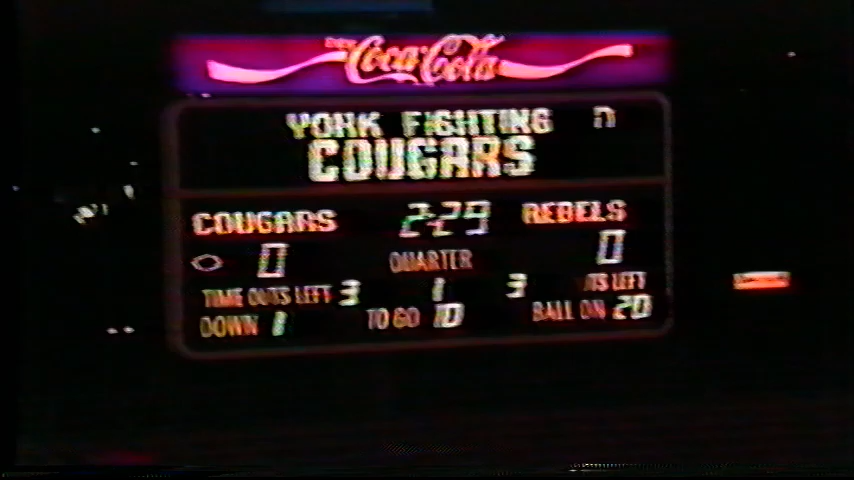 Coca-Cola
YORK FIGHTING
COUGARS
COUGARS 2:29 REBELS
0 QUARTER 0
TIME OUTS LEFT 3 1 3 LEFT
DOWN 1 TO GO 10 BALL ON 20